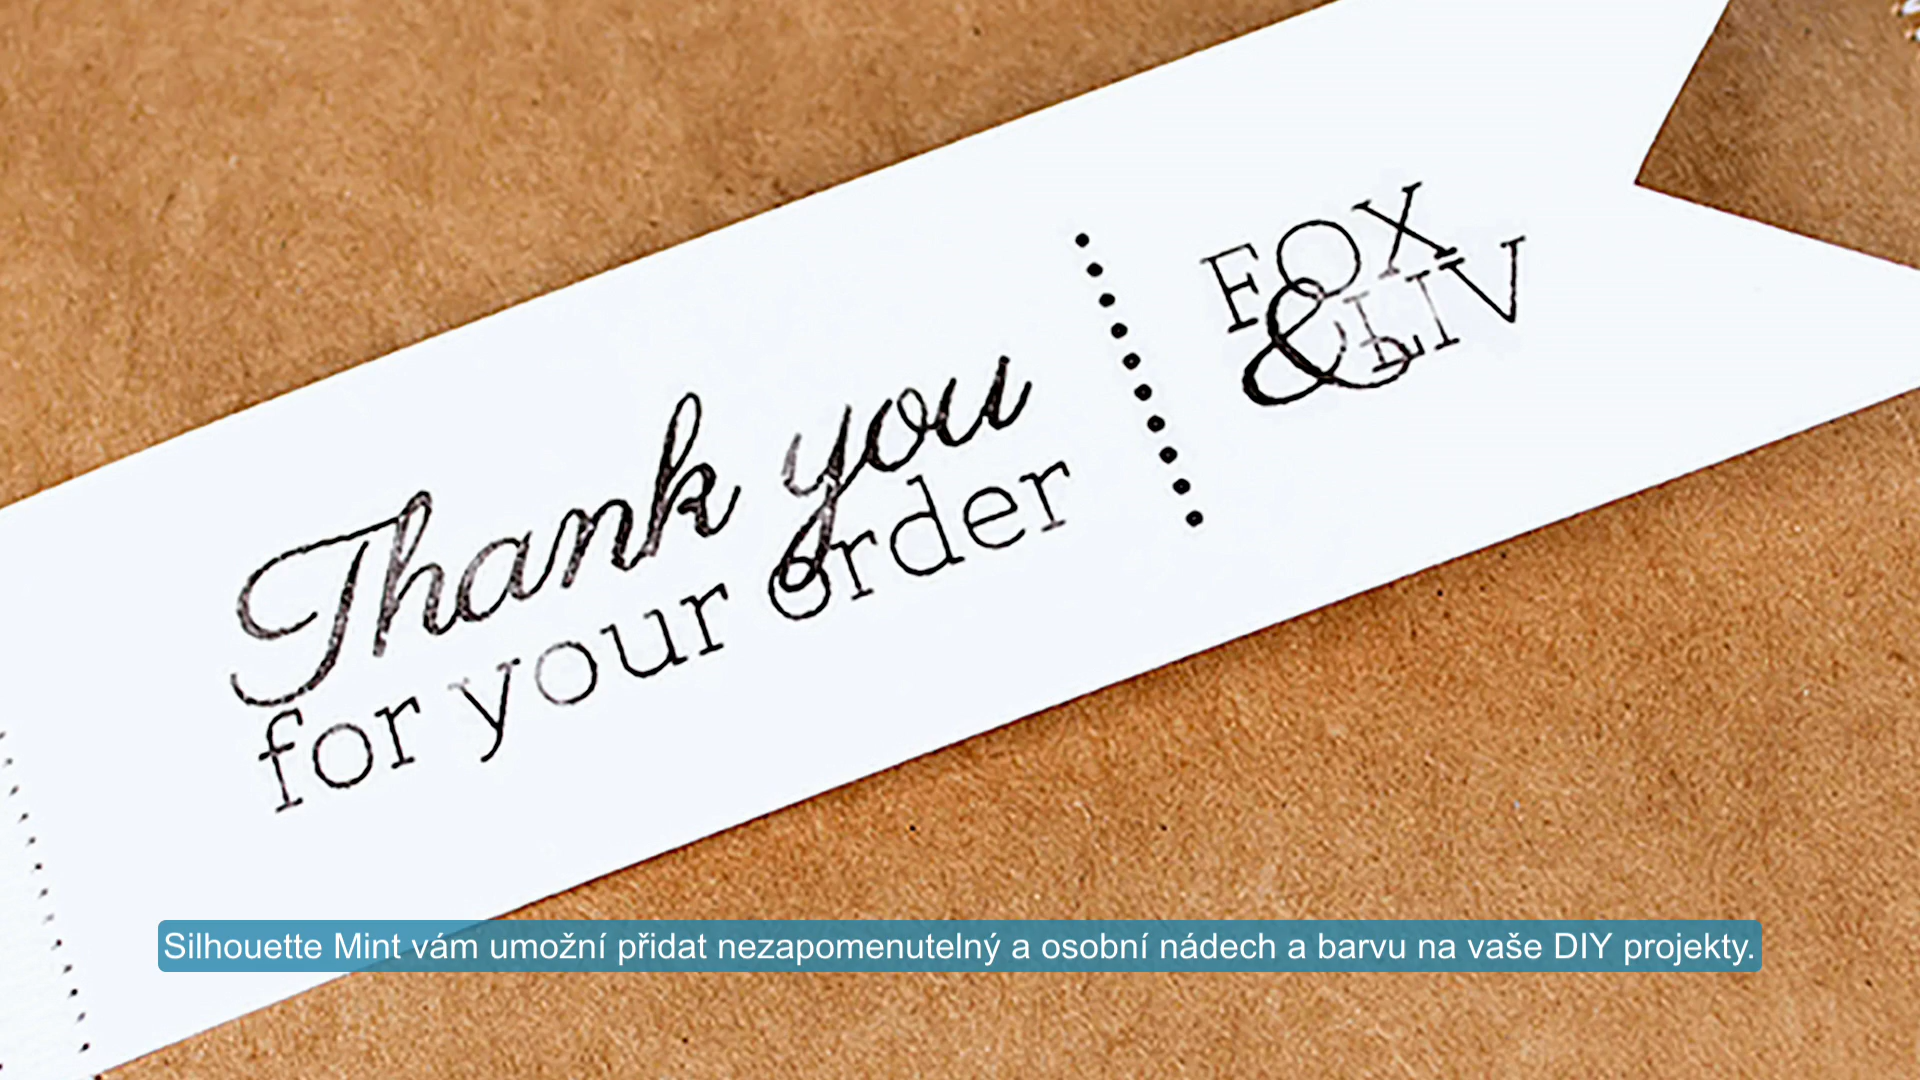 Thank you
for your order
FOX
& LIV
Silhouette Mint vám umožní přidat nezapomenutelný a osobní nádech a barvu na vaše DIY projekty.